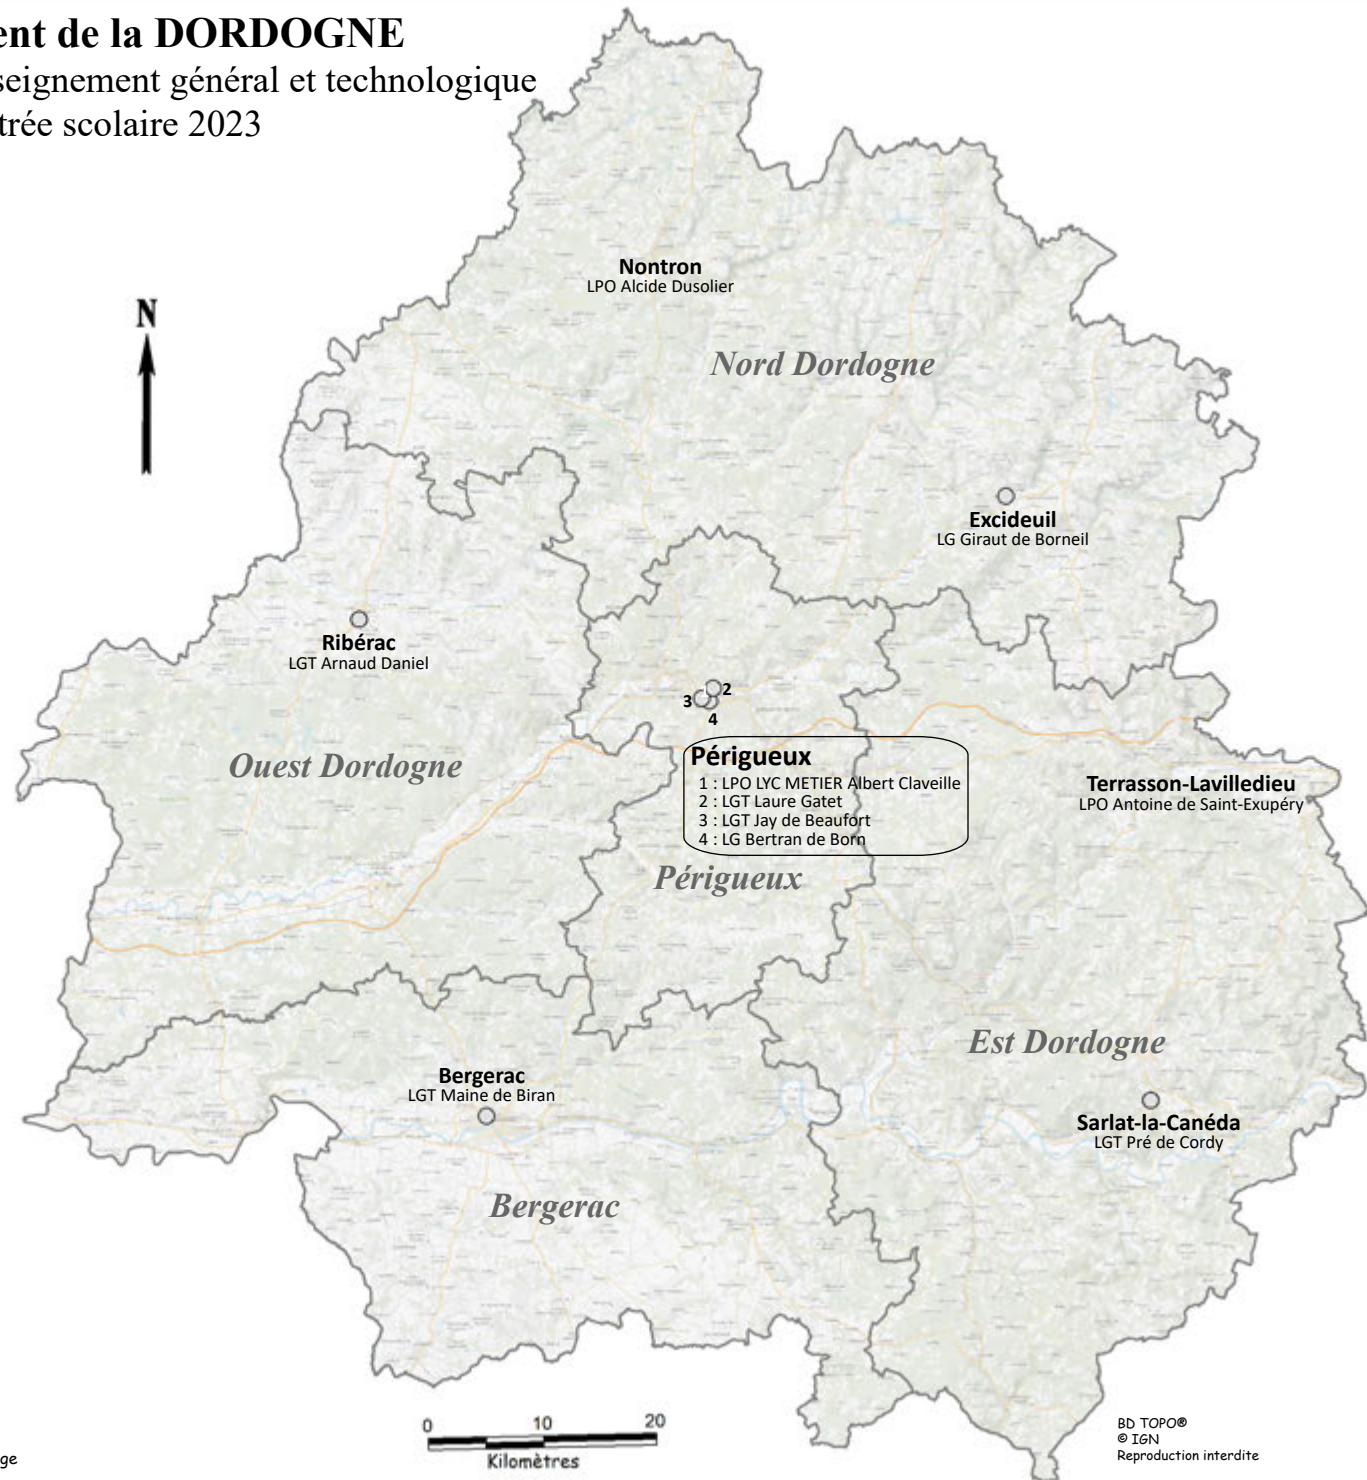 ent de la DORDOGNE
seignement général et technologique
trée scolaire 2023
N
Nontron
LPO Alcide Dusolier
Nord Dordogne
Excideuil
LG Giraut de Borneil
Ribérac
LGT Arnaud Daniel
3
2
4
Périgueux
1 : LPO LYC METIER Albert Claveille
2 : LGT Laure Gatet
3 : LGT Jay de Beaufort
4 : LG Bertran de Born
Ouest Dordogne
Terrasson-Lavilledieu
LPO Antoine de Saint-Exupéry
Périgueux
Est Dordogne
Bergerac
LGT Maine de Biran
Sarlat-la-Canéda
LGT Pré de Cordy
Bergerac
0 10 20
Kilomètres
BD TOPO®
© IGN
Reproduction interdite
ge